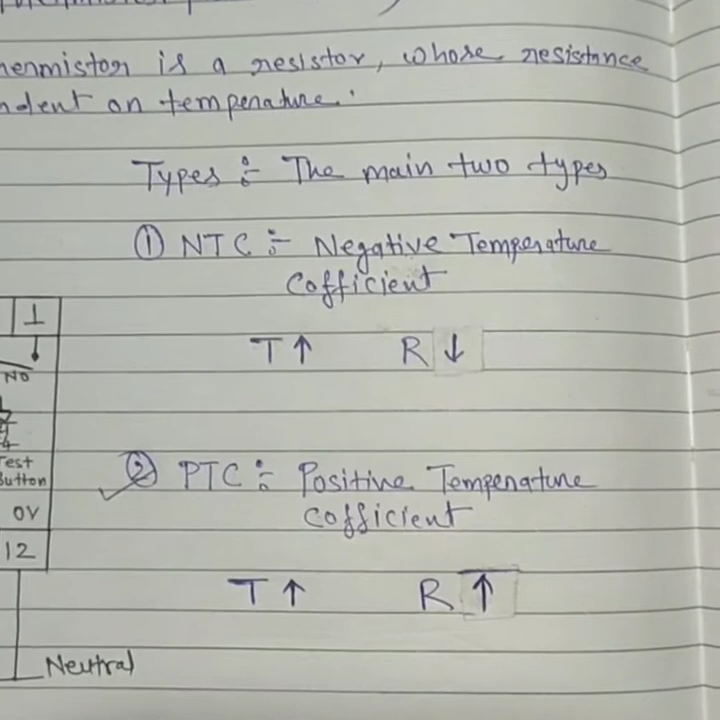 hermistor is a resistor, whose resistance
ndent on temperature.
Types :- The main two types
① NTC :- Negative Temperature
Cofficient
T↑ R↓
② PTC :- Positive Temperature
Cofficient
T↑ R↑
1
NO
Test
Button
0V
12
Neutral